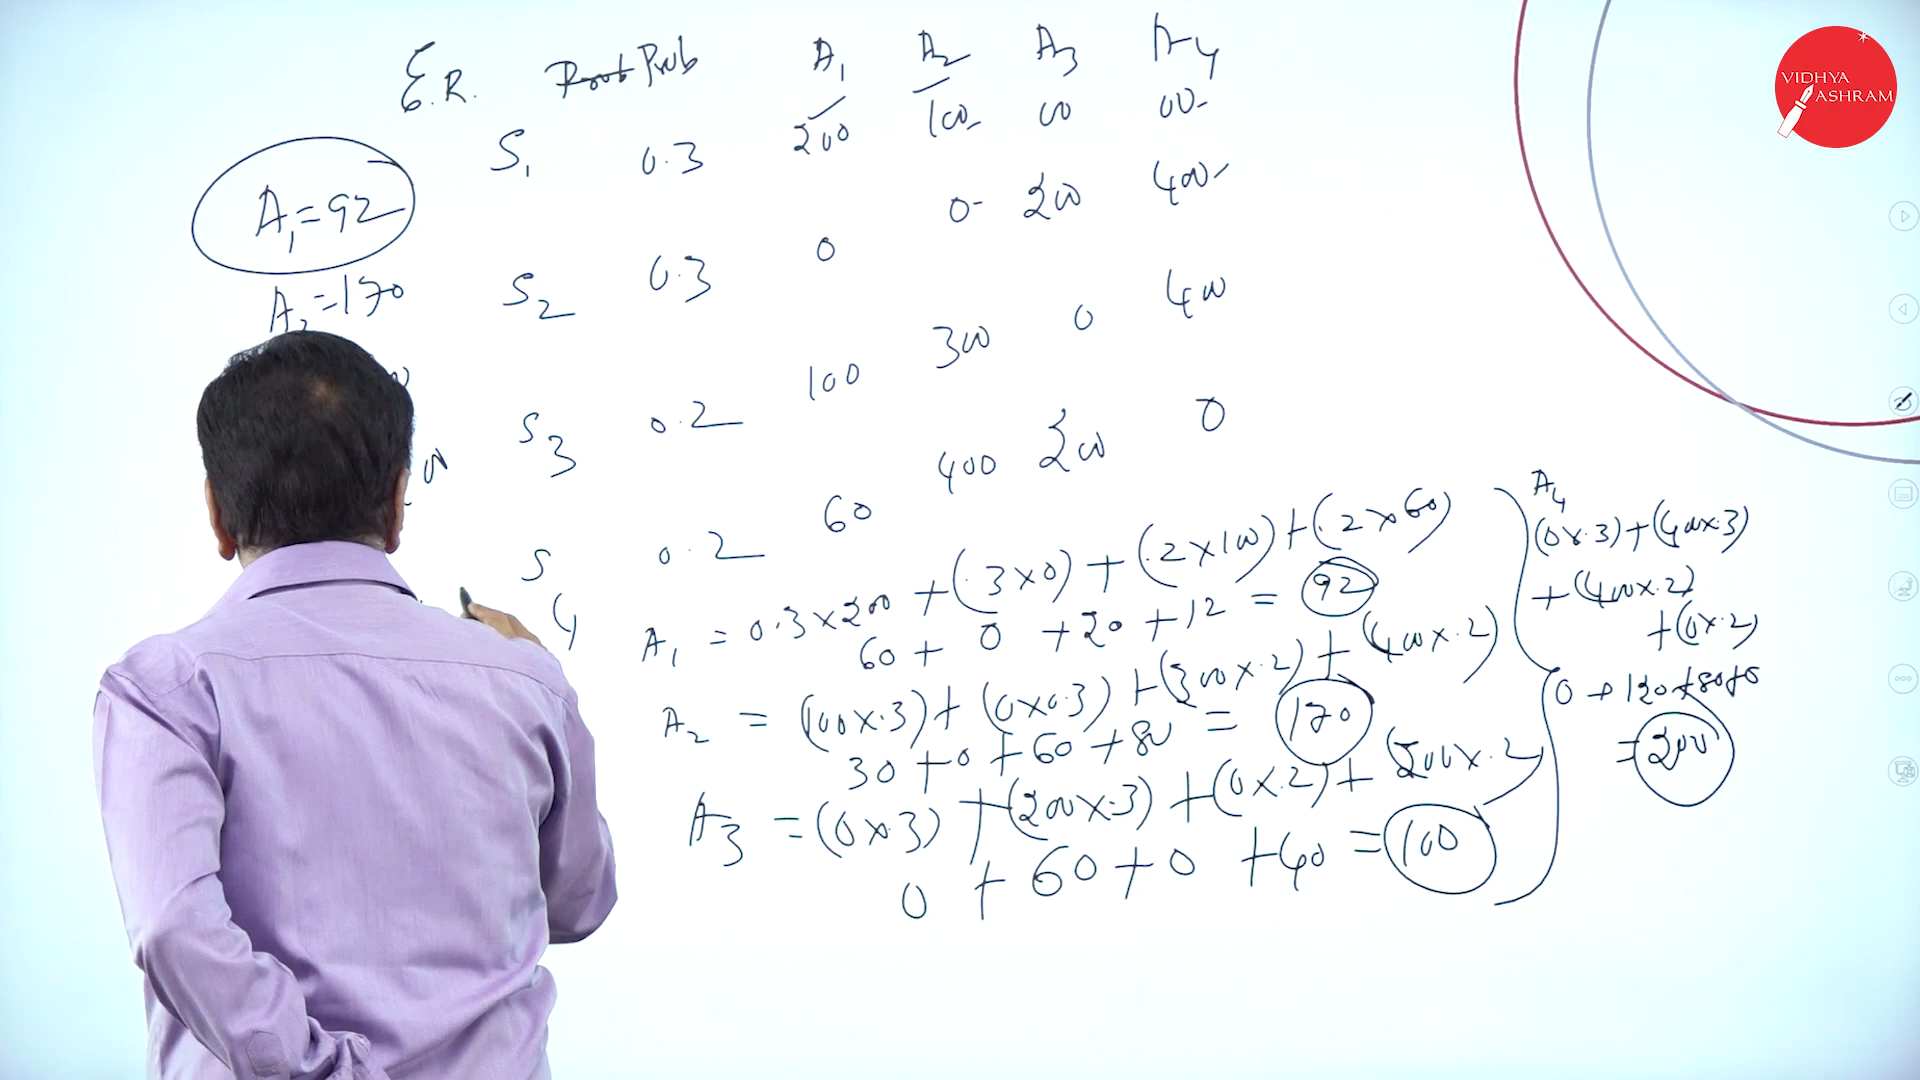 E.R. Prob A1 A2 A3 A4
S1 0.3 200 100 00 00
A1 = 92
S2 0.3 0 0 200 400
A2 = 170
S3 0.2 100 300 0 400
S4 0.2 60 400 200 0
A1 = 0.3 x 200 + (.3 x 0) + (.2 x 100) + (.2 x 60)
60 + 0 + 20 + 12 = 92
A2 = (100 x .3) + (0 x 0.3) + (300 x .2) + (400 x .2)
30 + 0 + 60 + 80 = 170
A3 = (0 x .3) + (200 x .3) + (0 x .2) + (200 x .2
0 + 60 + 0 + 40 = 100
A4
(0 x .3) + (400 x .3)
+ (400 x .2)
+ (0 x .2)
0 + 120 + 80 + 0
= 200
VIDHYA
ASHRAM